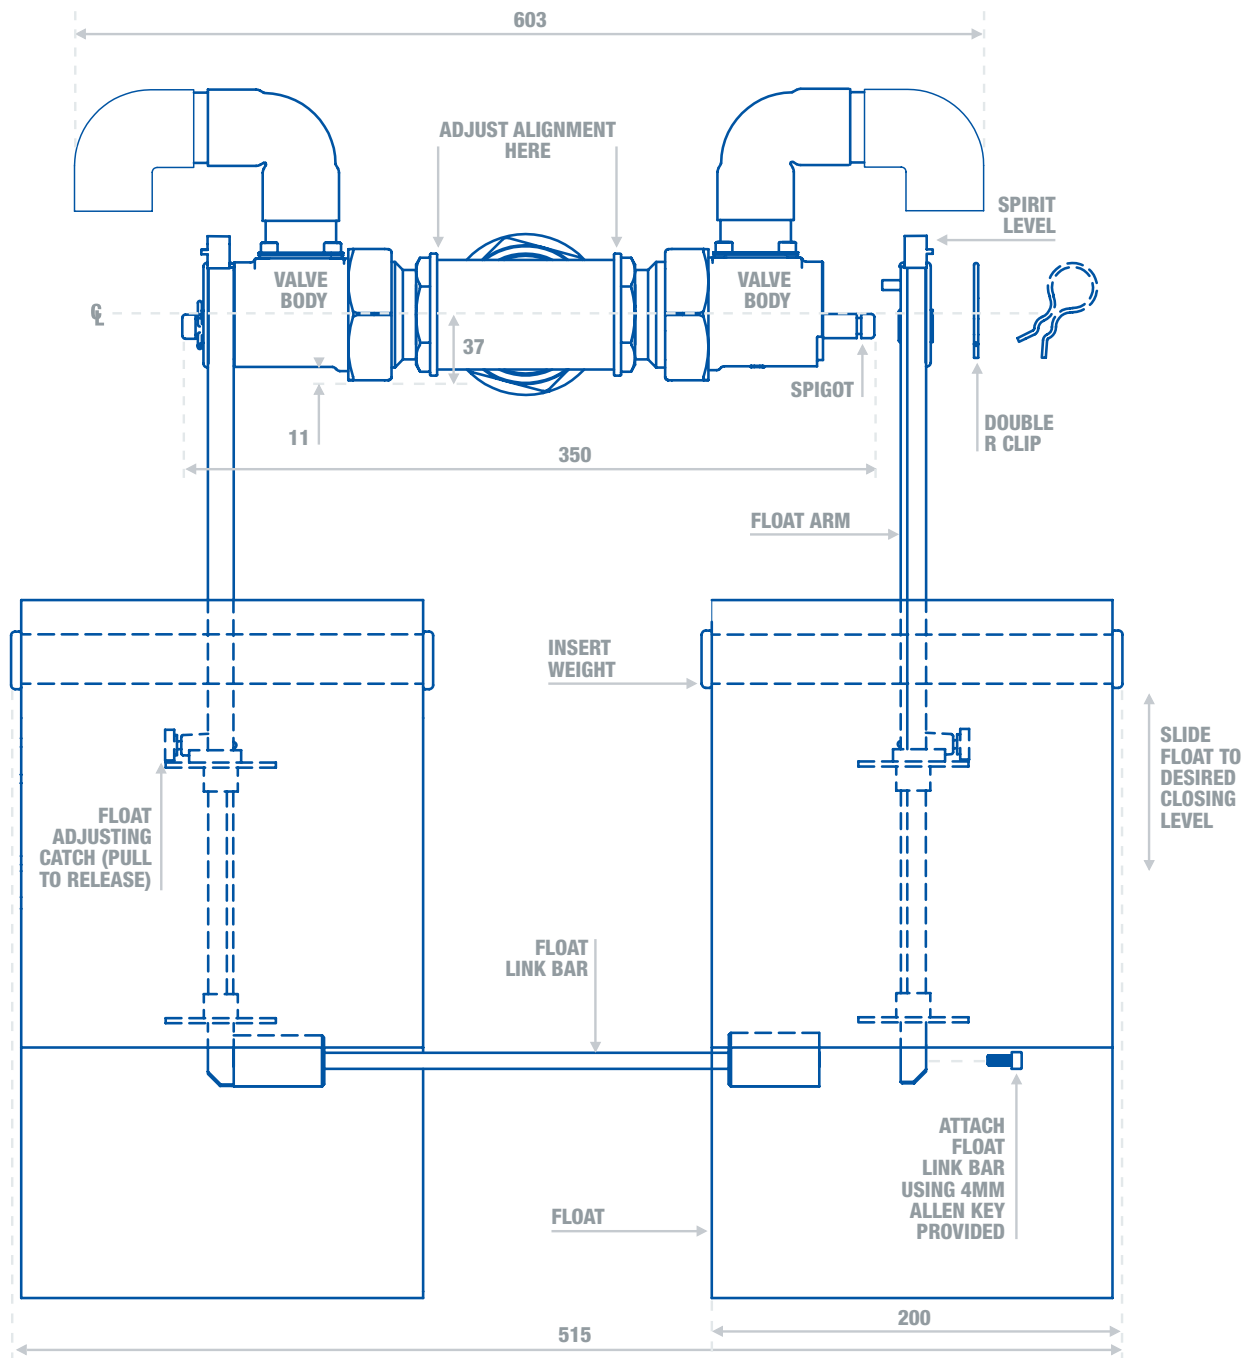 603
ADJUST ALIGNMENT
HERE
SPIRIT
LEVEL
VALVE
BODY
VALVE
BODY
℄
37
SPIGOT
11
DOUBLE
R CLIP
350
FLOAT ARM
INSERT
WEIGHT
SLIDE
FLOAT TO
DESIRED
CLOSING
LEVEL
FLOAT
ADJUSTING
CATCH (PULL
TO RELEASE)
FLOAT
LINK BAR
ATTACH
FLOAT
LINK BAR
USING 4MM
ALLEN KEY
PROVIDED
FLOAT
200
515